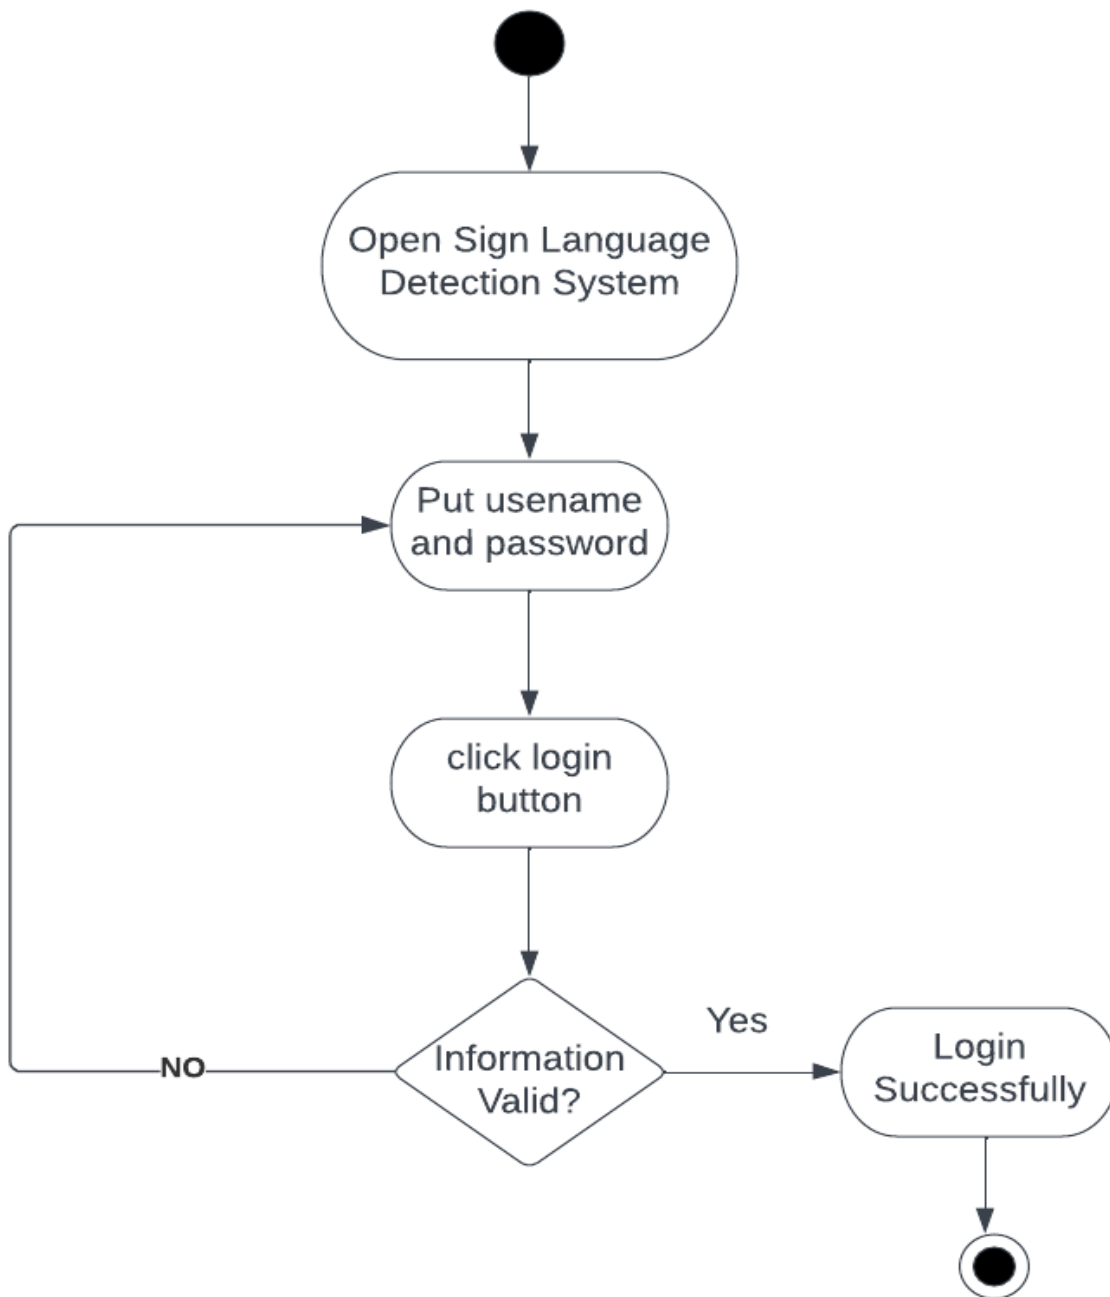 Open Sign Language
Detection System
Put usename
and password
click login
button
Information
Valid?
NO
Yes
Login
Successfully